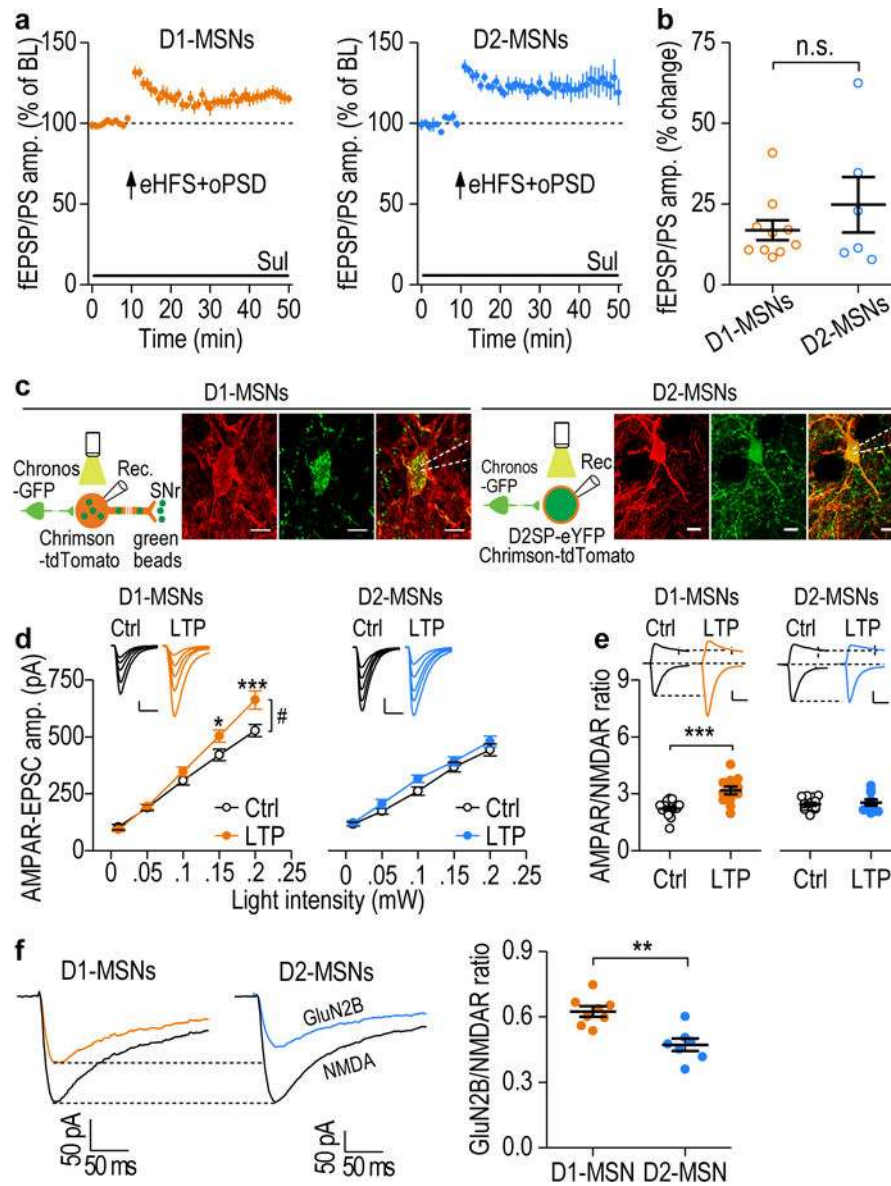 a
D1-MSNs
D2-MSNs
fEPSP/PS amp. (% of BL)
150
100
50
0
eHFS+oPSD
Sul
0 10 20 30 40 50
Time (min)
fEPSP/PS amp. (% of BL)
150
100
50
0
eHFS+oPSD
Sul
0 10 20 30 40 50
Time (min)
b
n.s.
fEPSP/PS amp. (% change)
75
50
25
0
D1-MSNs
D2-MSNs
c
D1-MSNs
D2-MSNs
Chronos
-GFP
Rec.
SNr
Chrimson
-tdTomato
green
beads
Chronos
-GFP
Rec.
D2SP-eYFP
Chrimson-tdTomato
d
D1-MSNs
D2-MSNs
Ctrl LTP
Ctrl LTP
AMPAR-EPSC amp. (pA)
750
500
250
0
* *** #
Ctrl
LTP
Ctrl
LTP
0 .05 .1 .15 .2 .25
0 .05 .1 .15 .2 .25
Light intensity (mW)
e
D1-MSNs
D2-MSNs
Ctrl LTP
Ctrl LTP
AMPAR/NMDAR ratio
9
6
3
0
***
Ctrl LTP
Ctrl LTP
f
D1-MSNs
D2-MSNs
GluN2B
NMDA
50 pA
50 ms
50 pA
50 ms
GluN2B/NMDAR ratio
0.9
0.6
0.3
0.0
**
D1-MSN D2-MSN